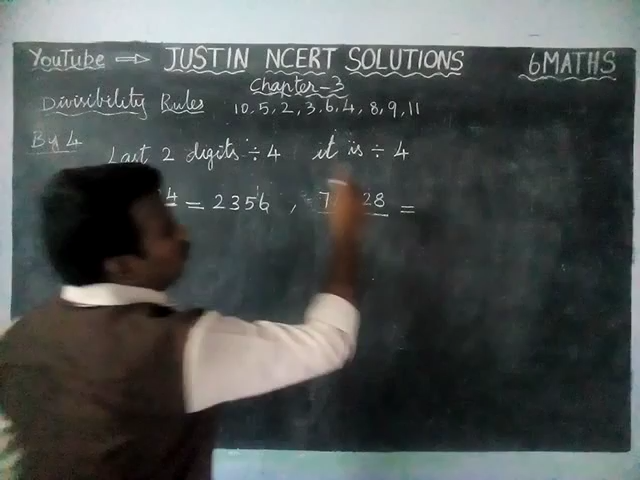 YouTube ⇒ JUSTIN NCERT SOLUTIONS 6MATHS
Chapter-3
Divisibility Rules 10,5,2,3,6,4,8,9,11
By 4 Last 2 digits ÷ 4 it is ÷ 4
4 = 2356 , 28 =